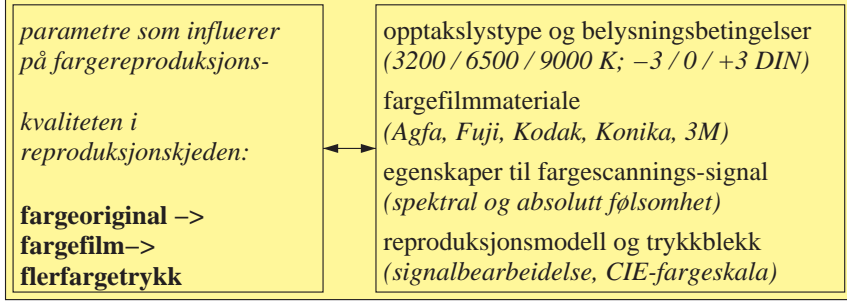 parametre som influerer
på fargereproduksjons-
kvaliteten i
reproduksjonskjeden:
fargeoriginal −>
fargefilm−>
flerfargetrykk
opptakslystype og belysningsbetingelser
(3200 / 6500 / 9000 K; −3 / 0 / +3 DIN)
fargefilmmateriale
(Agfa, Fuji, Kodak, Konika, 3M)
egenskaper til fargescannings-signal
(spektral og absolutt følsomhet)
reproduksjonsmodell og trykkblekk
(signalbearbeidelse, CIE-fargeskala)